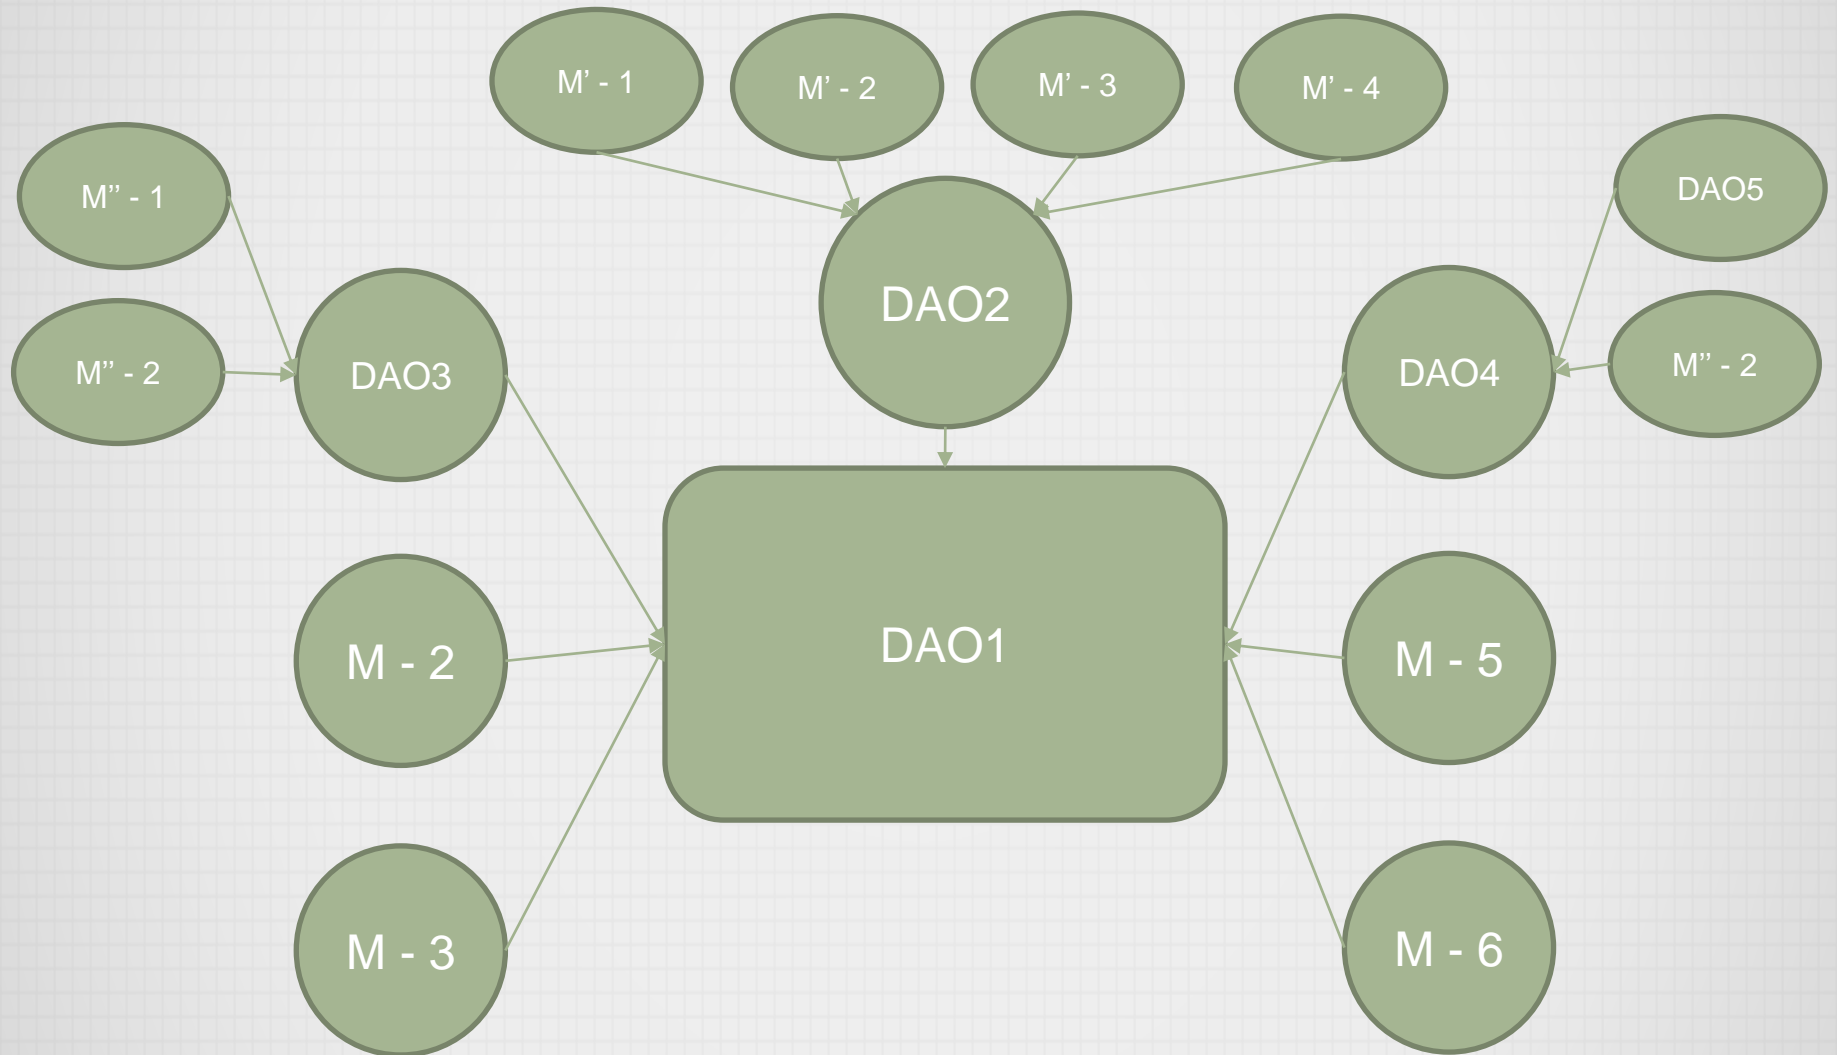 M’ - 1
M’ - 2
M’ - 3
M’ - 4
M’’ - 1
DAO5
M’’ - 2
DAO3
DAO2
DAO4
M’’ - 2
DAO1
M - 2
M - 5
M - 3
M - 6